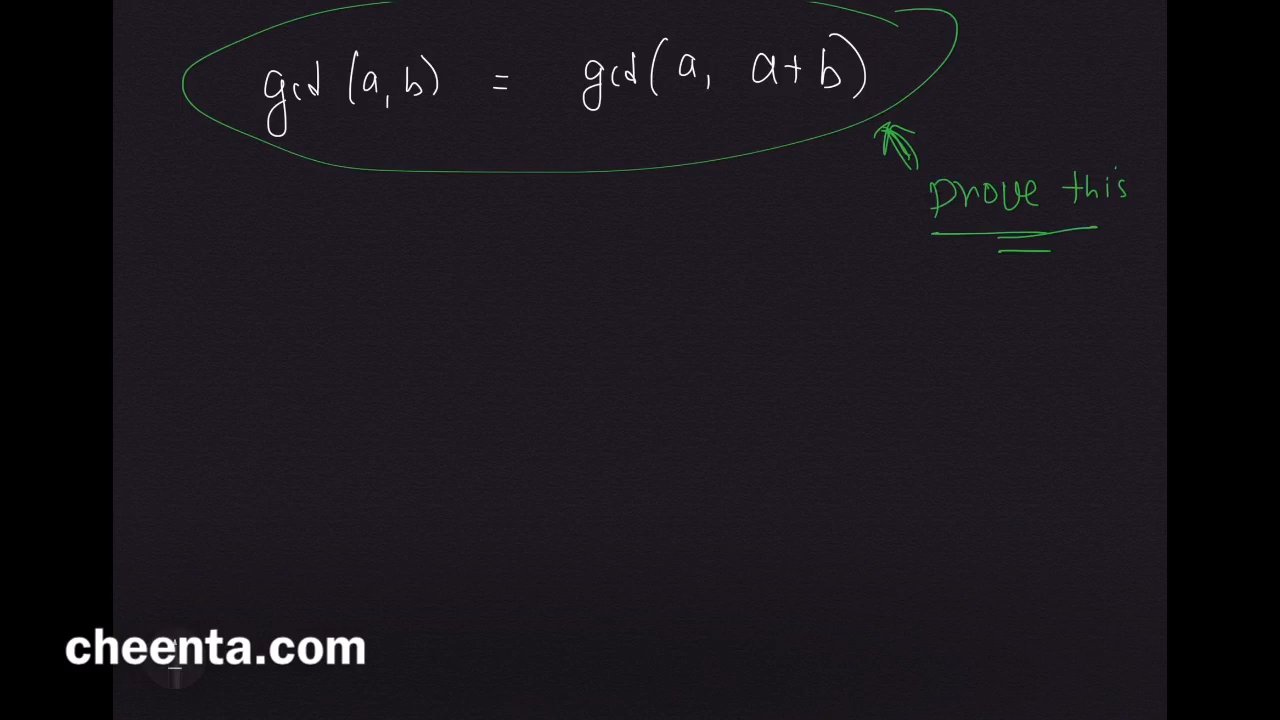 gcd (a, b) = gcd (a, a+b)
prove this
cheenta.com